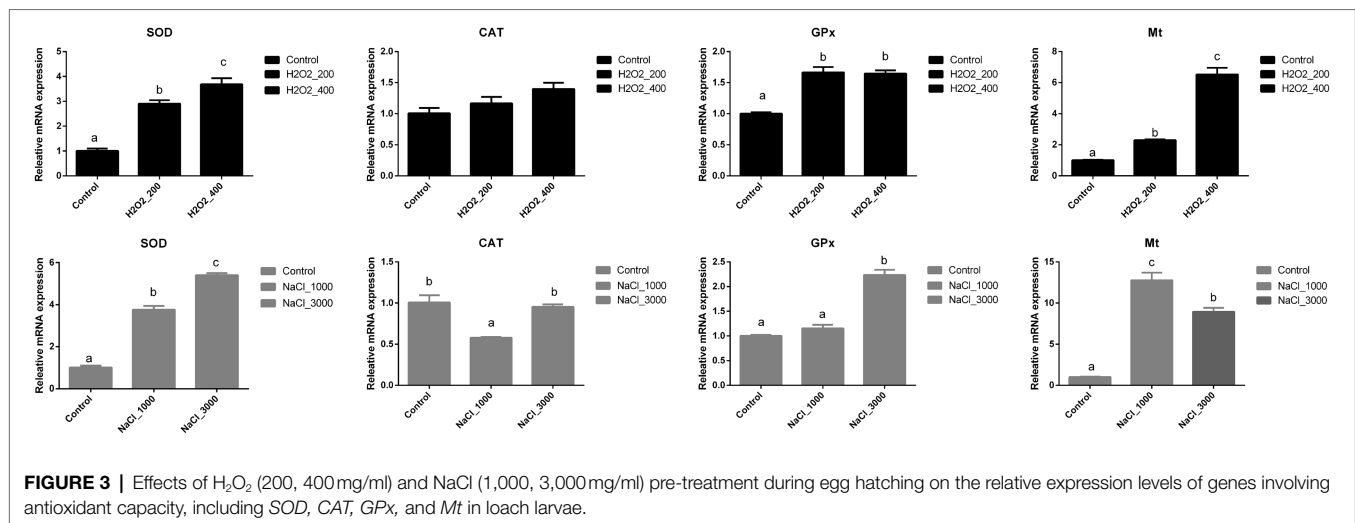 SOD
Releative mRNA expression
5
4
3
2
1
0
a
b
c
Control
H2O2_200
H2O2_400
Control
H2O2_200
H2O2_400
CAT
Releative mRNA expression
2.0
1.5
1.0
0.5
0.0
Control
H2O2_200
H2O2_400
Control
H2O2_200
H2O2_400
GPx
Releative mRNA expression
2.0
1.5
1.0
0.5
0.0
a
b
b
Control
H2O2_200
H2O2_400
Control
H2O2_200
H2O2_400
Mt
Releative mRNA expression
8
6
4
2
0
a
b
c
Control
H2O2_200
H2O2_400
Control
H2O2_200
H2O2_400
SOD
Releative mRNA expression
6
4
2
0
a
b
c
Control
NaCl_1000
NaCl_3000
Control
NaCl_1000
NaCl_3000
CAT
Releative mRNA expression
1.5
1.0
0.5
0.0
b
a
b
Control
NaCl_1000
NaCl_3000
Control
NaCl_1000
NaCl_3000
GPx
Releative mRNA expression
2.5
2.0
1.5
1.0
0.5
0.0
a
a
b
Control
NaCl_1000
NaCl_3000
Control
NaCl_1000
NaCl_3000
Mt
Releative mRNA expression
15
10
5
0
a
c
b
Control
NaCl_1000
NaCl_3000
Control
NaCl_1000
NaCl_3000
FIGURE 3 | Effects of H₂O₂ (200, 400 mg/ml) and NaCl (1,000, 3,000 mg/ml) pre-treatment during egg hatching on the relative expression levels of genes involving
antioxidant capacity, including SOD, CAT, GPx, and Mt in loach larvae.